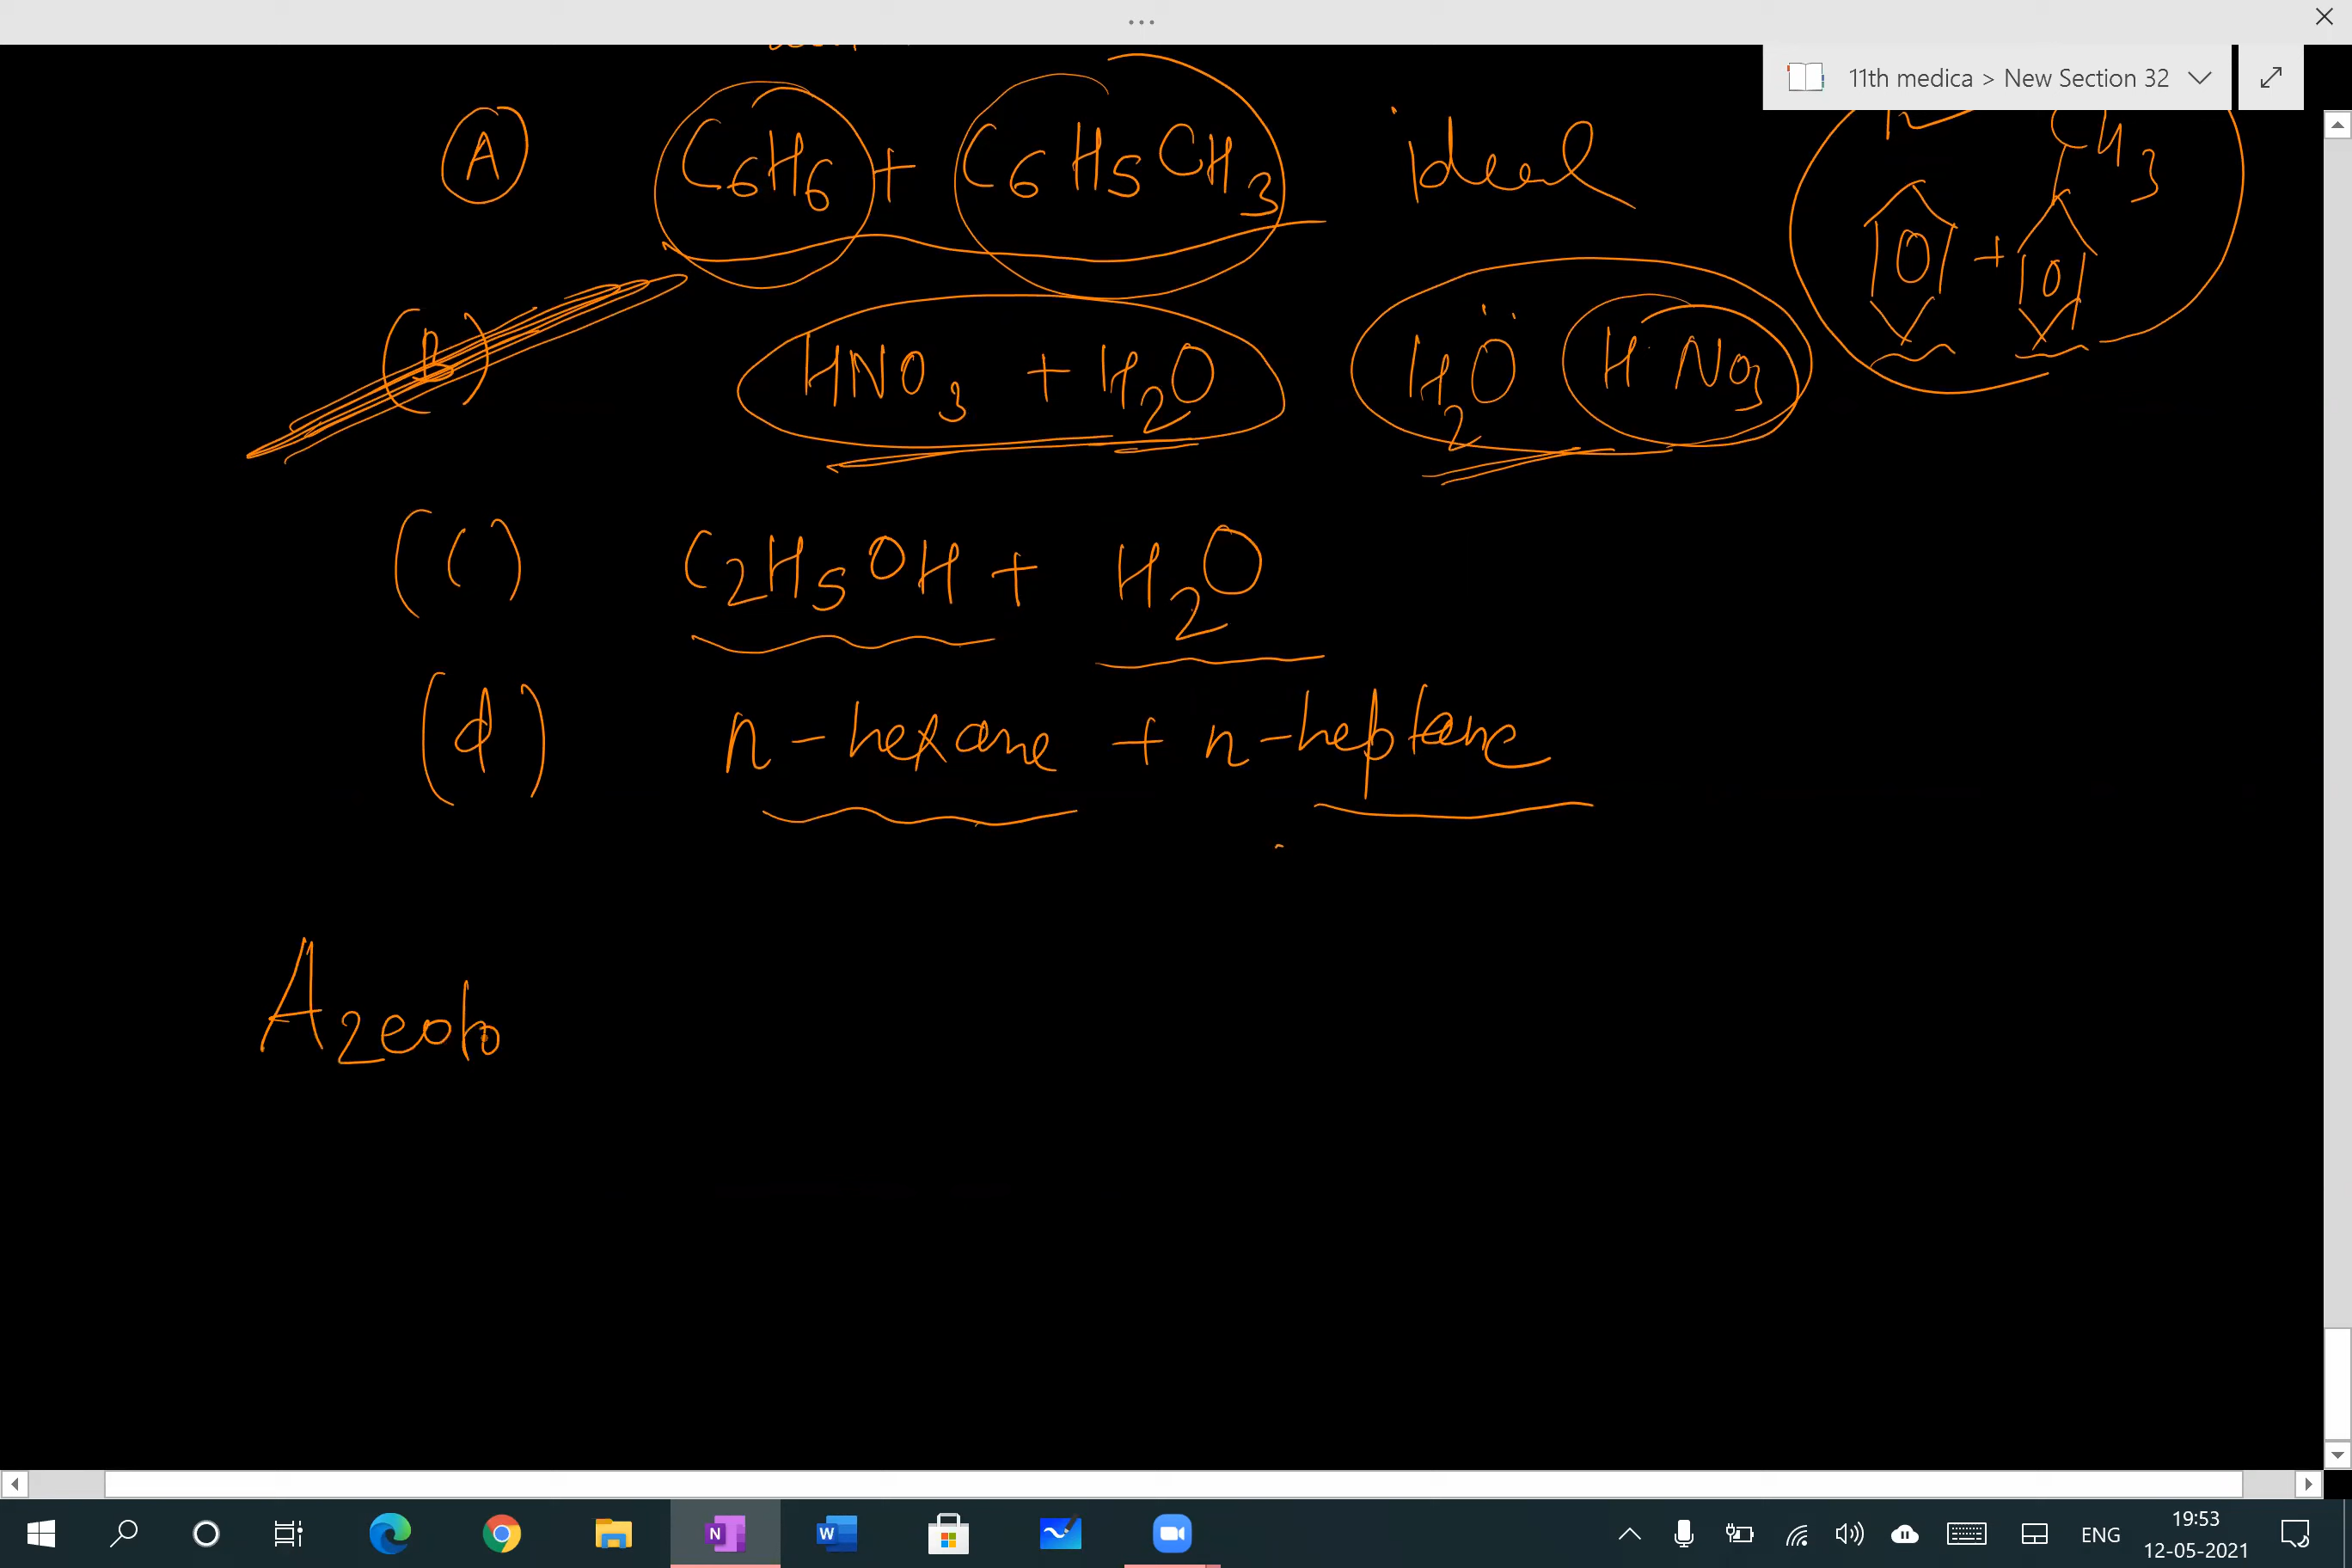 11th medica > New Section 32
(A) C6H6 + C6H5CH3 ideal
CH3
+
(B) HNO3 + H2O H2O HNO3
(C) C2H5OH + H2O
(d) n-hexane + n-heptane
Azeotro
ENG
19:53
12-05-2021